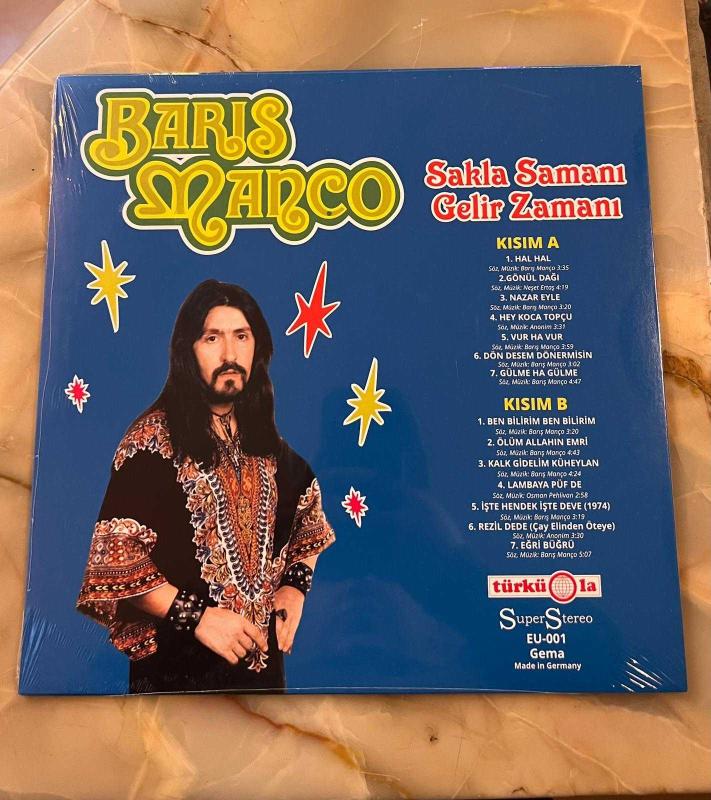 BARIS
MANÇO
Sakla Samanı
Gelir Zamanı
KISIM A
1. HAL HAL
Söz, Müzik: Barış Manço 3:35
2.GÖNÜL DAĞI
Söz, Müzik: Neşet Ertaş 4:19
3. NAZAR EYLE
Söz, Müzik: Barış Manço 3:20
4. HEY KOCA TOPÇU
Söz, Müzik: Anonim 3:31
5. VUR HA VUR
Söz, Müzik: Barış Manço 3:59
6. DÖN DESEM DÖNERMİSİN
Söz, Müzik: Barış Manço 3:02
7. GÜLME HA GÜLME
Söz, Müzik: Barış Manço 4:47
KISIM B
1. BEN BİLİRİM BEN BİLİRİM
Söz, Müzik: Barış Manço 3:20
2. ÖLÜM ALLAHIN EMRİ
Söz, Müzik: Barış Manço 4:43
3. KALK GİDELİM KÜHEYLAN
Söz, Müzik: Barış Manço 4:24
4. LAMBAYA PÜF DE
Söz, Müzik: Osman Pehlivan 2:58
5. İŞTE HENDEK İŞTE DEVE (1974)
Söz, Müzik: Barış Manço 3:19
6. REZİL DEDE (Çay Elinden Öteye)
Söz, Müzik: Anonim 3:30
7. EĞRİ BÜĞRÜ
Söz, Müzik: Barış Manço 5:07
türküola
SuperStereo
EU-001
Gema
Made in Germany